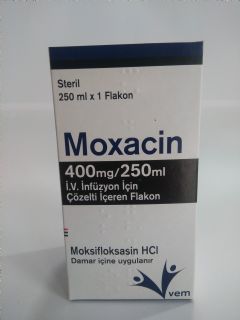 Steril
250 ml x 1 Flakon
Moxacin
400mg/250ml
İ.V. İnfüzyon İçin
Çözelti İçeren Flakon
Moksifloksasin HCl
Damar içine uygulanır
vem